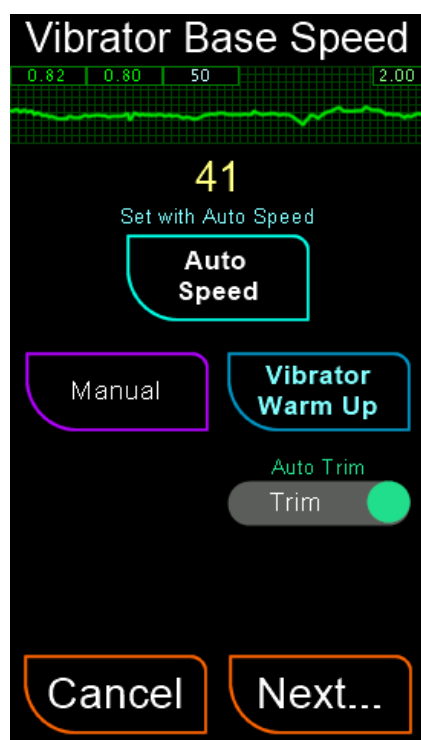 Vibrator Base Speed
0.82 0.80 50 2.00
41
Set with Auto Speed
Auto
Speed
Manual
Vibrator
Warm Up
Auto Trim
Trim
Cancel
Next...